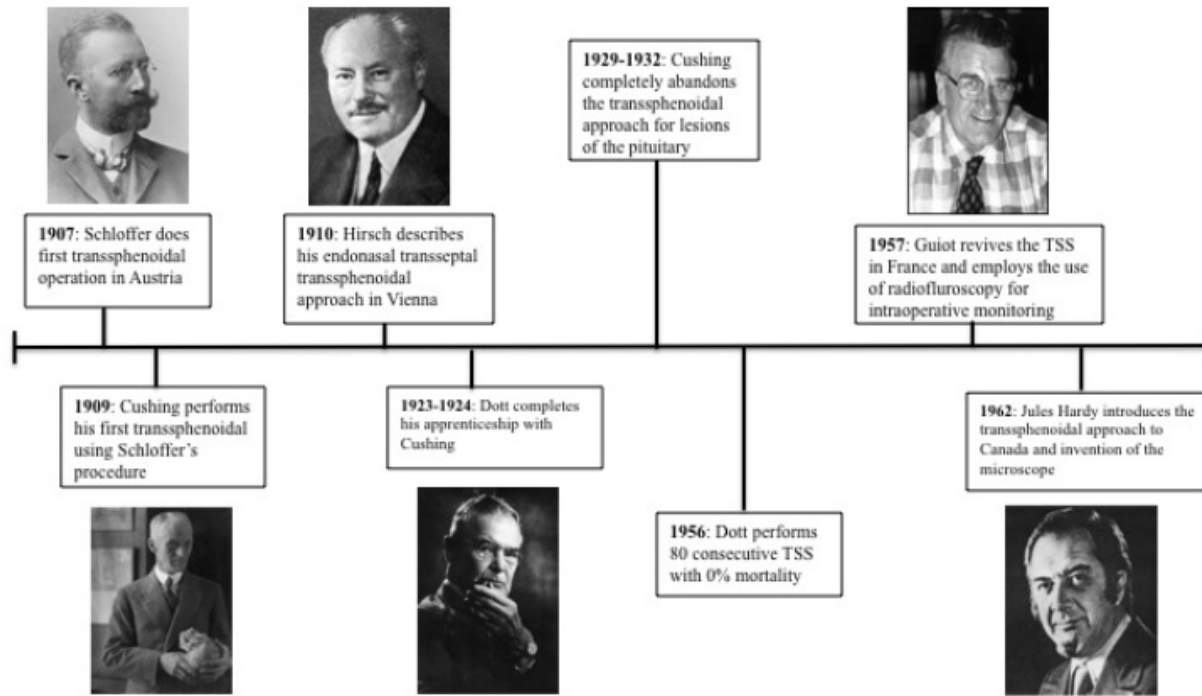 1907: Schloffer does
first transsphenoidal
operation in Austria
1910: Hirsch describes
his endonasal transseptal
transsphenoidal
approach in Vienna
1929-1932: Cushing
completely abandons
the transsphenoidal
approach for lesions
of the pituitary
1957: Guiot revives the TSS
in France and employs the use
of radiofluroscopy for
intraoperative monitoring
1909: Cushing performs
his first transsphenoidal
using Schloffer's
procedure
1923-1924: Dott completes
his apprenticeship with
Cushing
1956: Dott performs
80 consecutive TSS
with 0% mortality
1962: Jules Hardy introduces the
transsphenoidal approach to
Canada and invention of the
microscope